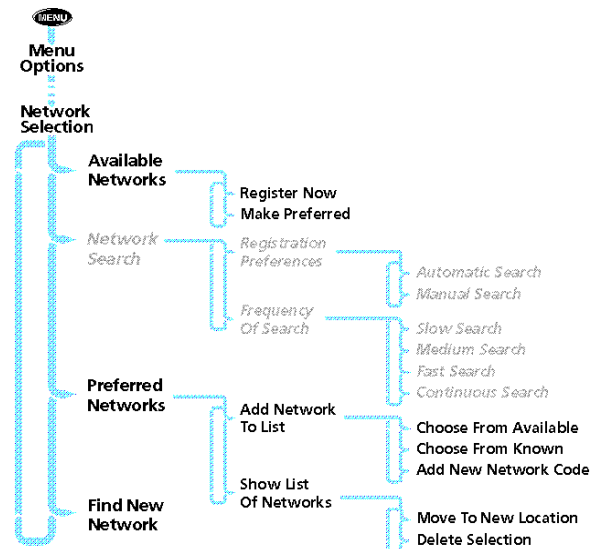 MENU
Menu
Options
Network
Selection
Available
Networks
Register Now
Make Preferred
Network
Search
Registration
Preferences
Automatic Search
Manual Search
Frequency
Of Search
Slow Search
Medium Search
Fast Search
Continuous Search
Preferred
Networks
Add Network
To List
Choose From Available
Choose From Known
Add New Network Code
Show List
Of Networks
Move To New Location
Delete Selection
Find New
Network